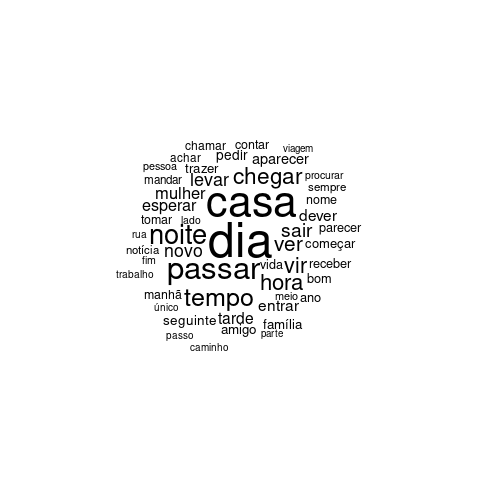 chamar contar viagem
achar pedir aparecer
pessoa trazer chegar procurar
mandar levar sempre
mulher casa nome
esperar dever
tomar lado sair parecer
rua noite dia ver começar
notícia novo
fim passar vida vir receber
trabalho hora bom
manhã tempo meio ano
único entrar
seguinte tarde família
passo amigo parte
caminho